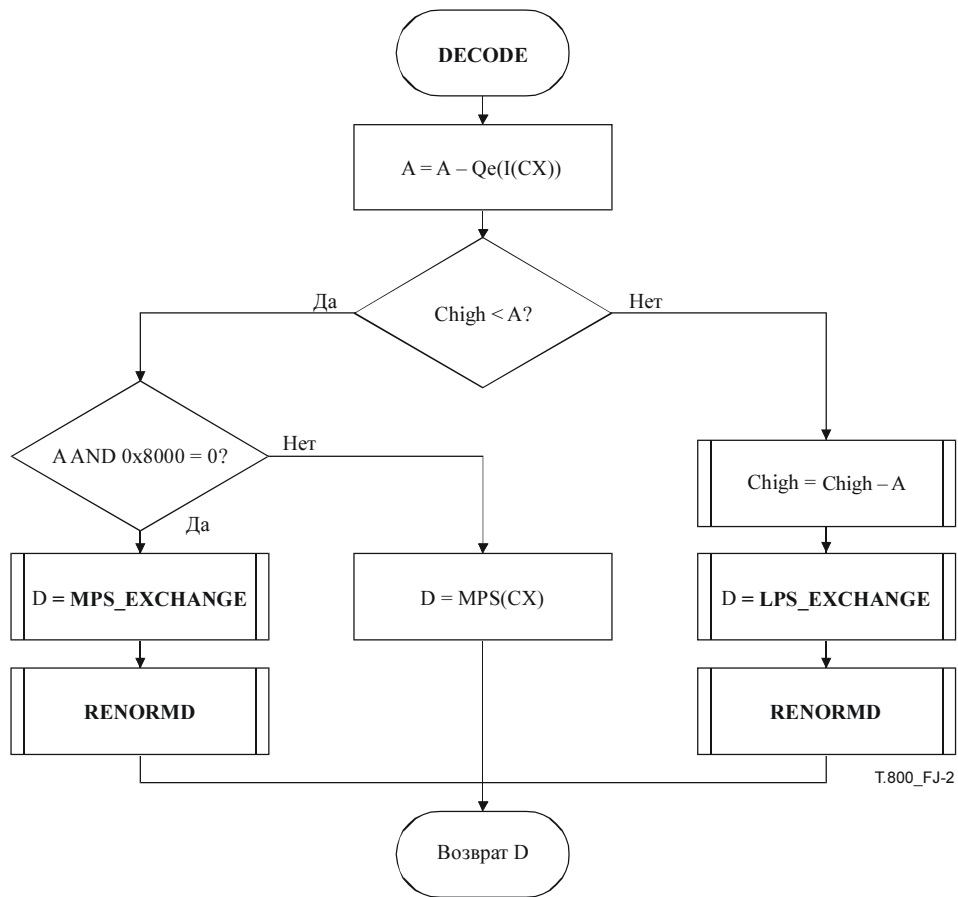 DECODE
A = A – Qe(I(CX))
Chigh < A?
Да
Нет
A AND 0x8000 = 0?
Нет
Да
Chigh = Chigh – A
D = MPS_EXCHANGE
D = MPS(CX)
D = LPS_EXCHANGE
RENORMD
RENORMD
T.800_FJ-2
Возврат D